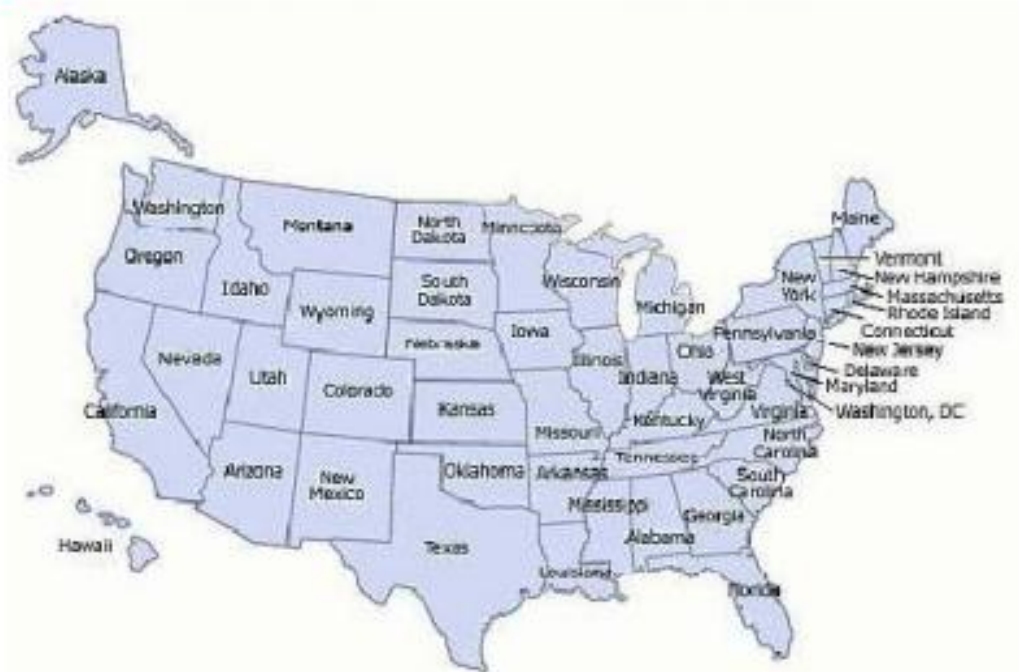 Alaska
Washington
Montana
North
Dakota
Minnesota
Maine
Oregon
Idaho
Wyoming
South
Dakota
Wisconsin
Michigan
New
York
Vermont
New Hampshire
Massachusetts
Rhode Island
Connecticut
New Jersey
Delaware
Maryland
Washington, DC
Nevada
Utah
Colorado
Nebraska
Iowa
Illinois
Indiana
Ohio
Pennsylvania
West
Virginia
Virginia
California
Kansas
Missouri
Kentucky
North
Carolina
Tennessee
Arizona
New
Mexico
Oklahoma
Arkansas
South
Carolina
Mississippi
Georgia
Alabama
Hawaii
Texas
Louisiana
Florida